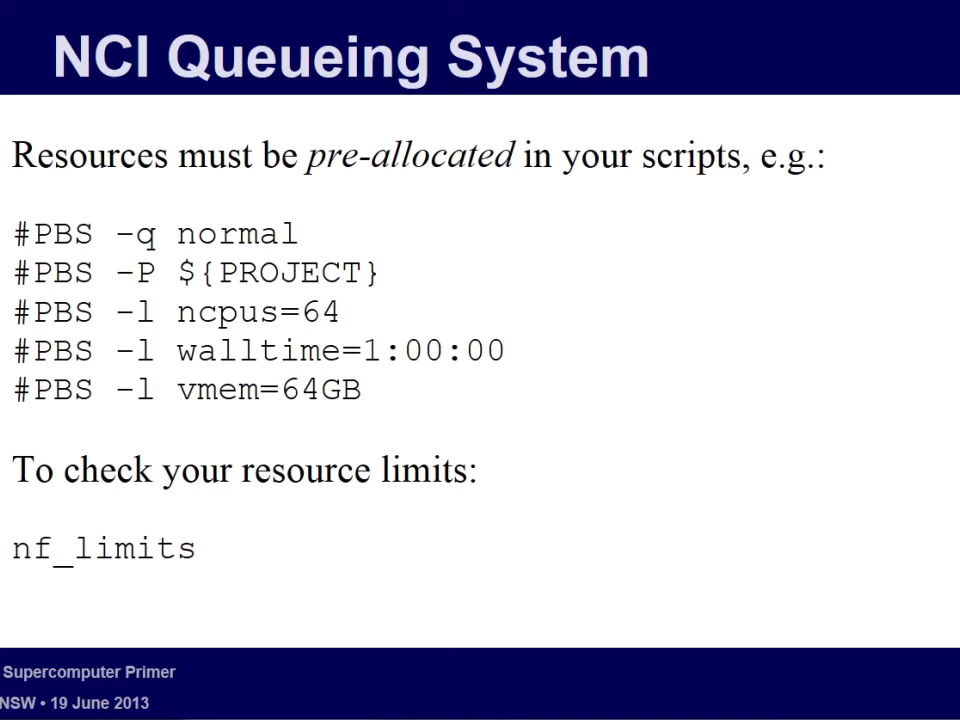 NCI Queueing System
Resources must be pre-allocated in your scripts, e.g.:
#PBS -q normal
#PBS -P ${PROJECT}
#PBS -l ncpus=64
#PBS -l walltime=1:00:00
#PBS -l vmem=64GB
To check your resource limits:
nf_limits
Supercomputer Primer
NSW • 19 June 2013